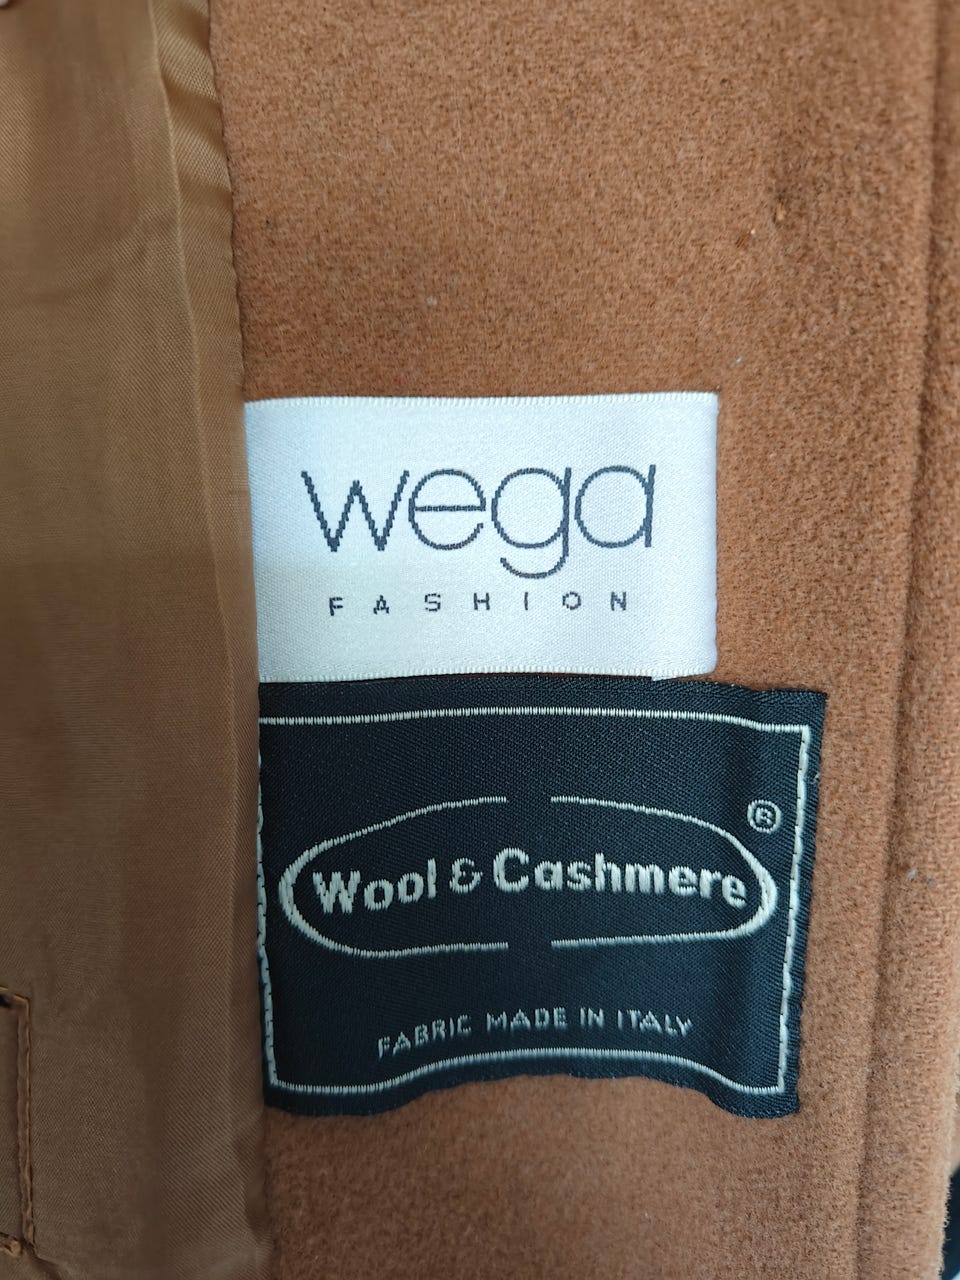 wega
FASHION
®
Wool & Cashmere
FABRIC MADE IN ITALY